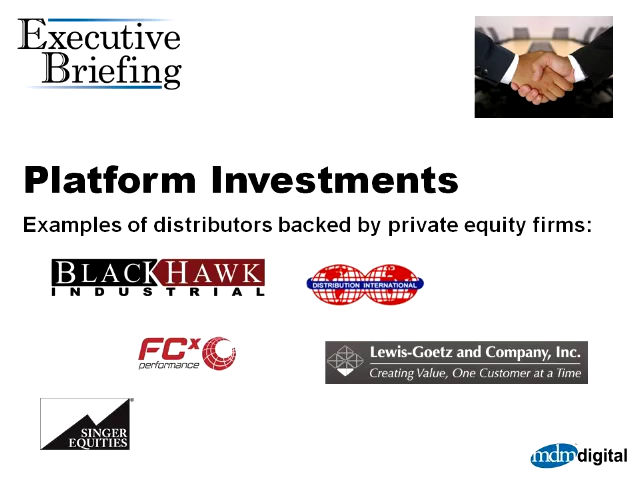 Executive
Briefing
Platform Investments
Examples of distributors backed by private equity firms:
BLACKHAWK
INDUSTRIAL
DISTRIBUTION INTERNATIONAL
FCx
performance
Lewis-Goetz and Company, Inc.
Creating Value, One Customer at a Time
SINGER
EQUITIES
mdm digital